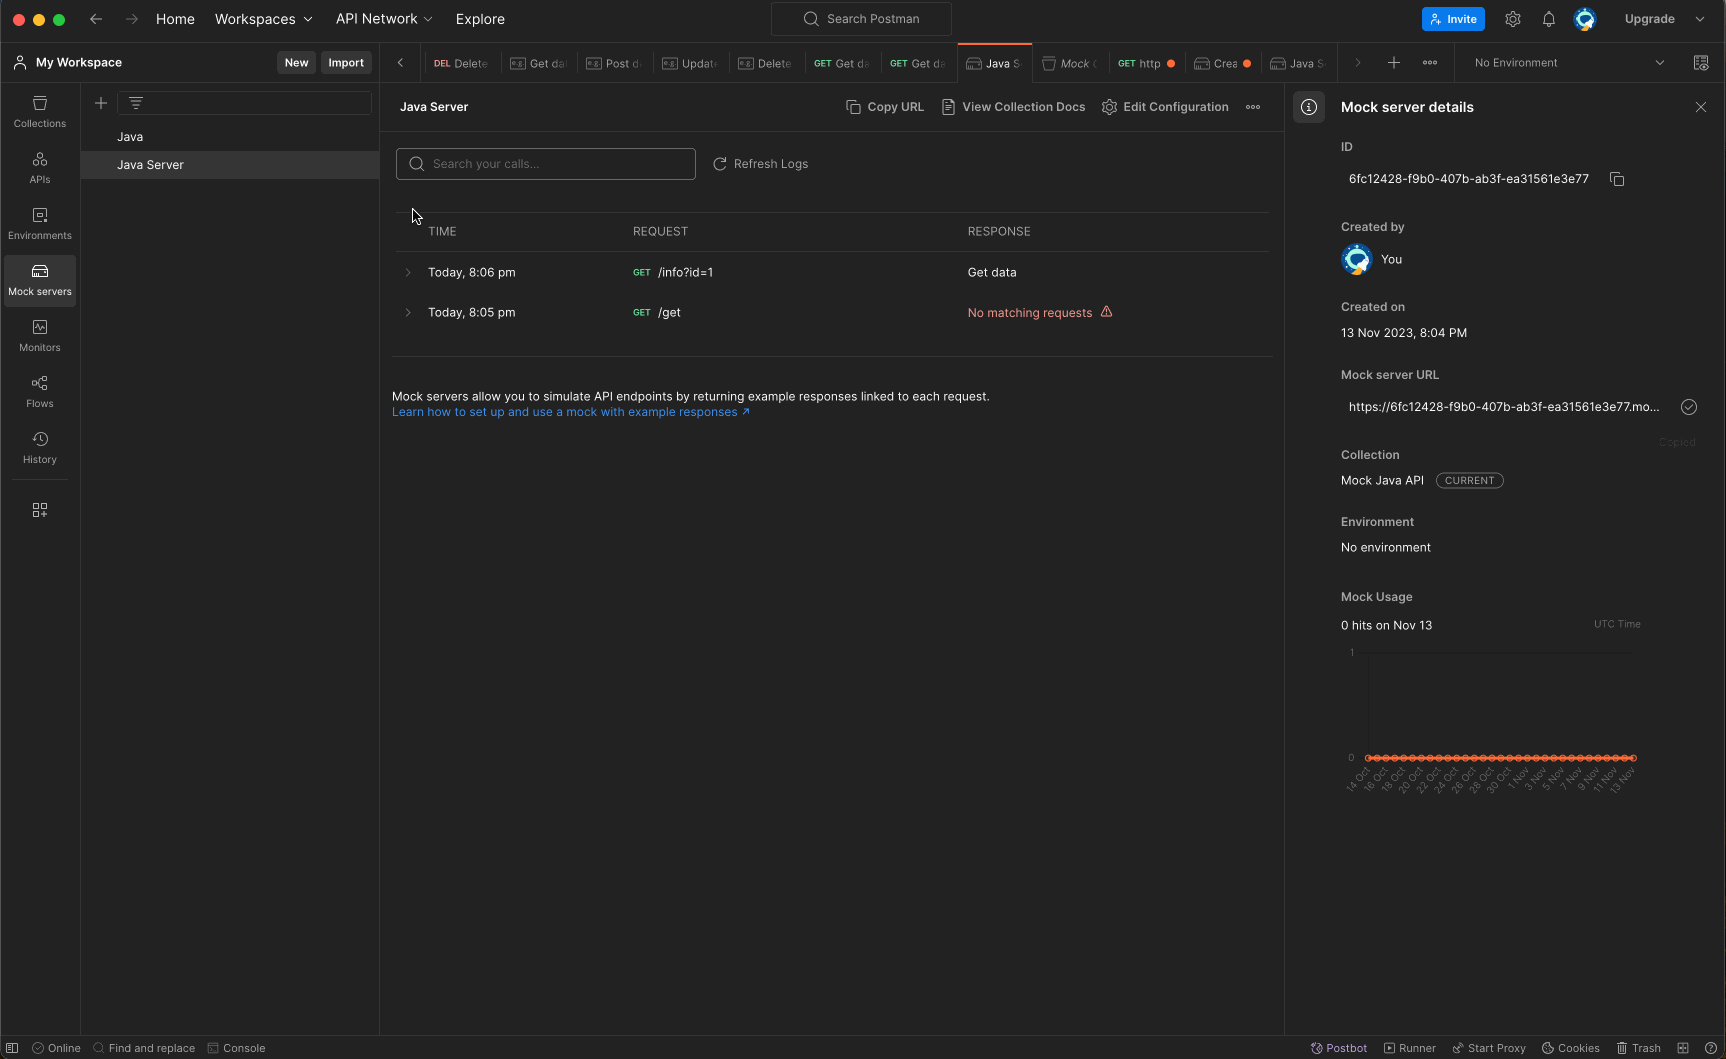 Home Workspaces API Network Explore Search Postman Invite Upgrade
My Workspace New Import DEL Delete Get da Post d Updat Delete GET Get da GET Get da Java S Mock GET http Crea Java S No Environment
Collections
APIs
Environments
Mock servers
Monitors
Flows
History
Java
Java Server
Java Server Copy URL View Collection Docs Edit Configuration
Search your calls... Refresh Logs
TIME REQUEST RESPONSE
Today, 8:06 pm GET /info?id=1 Get data
Today, 8:05 pm GET /get No matching requests
Mock servers allow you to simulate API endpoints by returning example responses linked to each request.
Learn how to set up and use a mock with example responses ↗
Mock server details
ID
6fc12428-f9b0-407b-ab3f-ea31561e3e77
Created by
You
Created on
13 Nov 2023, 8:04 PM
Mock server URL
https://6fc12428-f9b0-407b-ab3f-ea31561e3e77.mo...
Copied
Collection
Mock Java API CURRENT
Environment
No environment
Mock Usage
0 hits on Nov 13 UTC Time
1
0
14 Oct 16 Oct 18 Oct 20 Oct 22 Oct 24 Oct 26 Oct 28 Oct 30 Oct 1 Nov 3 Nov 5 Nov 7 Nov 9 Nov 11 Nov 13 Nov
Online Find and replace Console Postbot Runner Start Proxy Cookies Trash